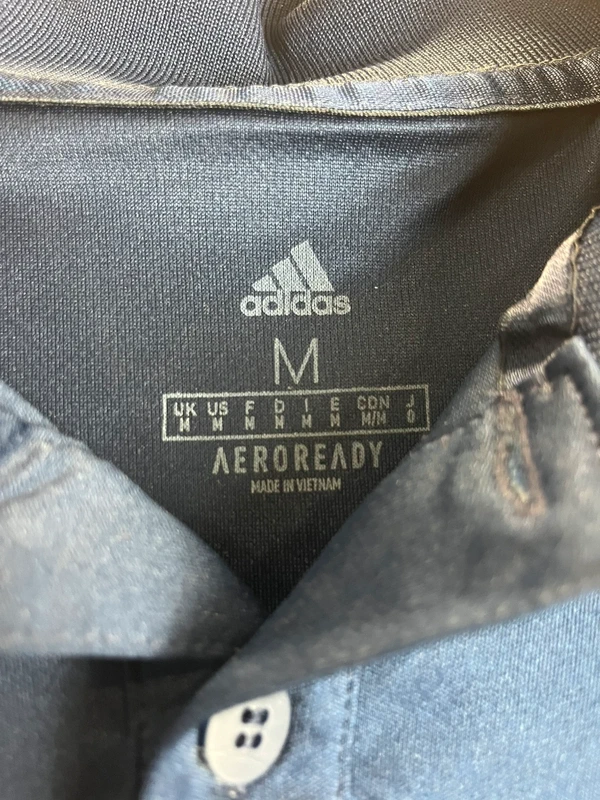 adidas
M
UK US F D I E CDN J
M M M M M M M/M O
AEROREADY
MADE IN VIETNAM